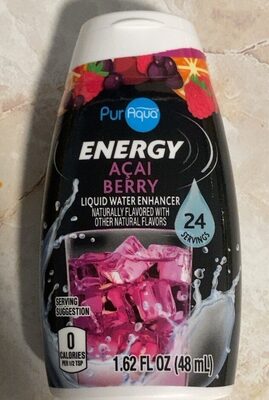 PurAqua
ENERGY
AÇAI
BERRY
LIQUID WATER ENHANCER
NATURALLY FLAVORED WITH
OTHER NATURAL FLAVORS
24
SERVINGS
SERVING
SUGGESTION
0
CALORIES
PER 1/2 TSP
1.62 FL OZ (48 mL)